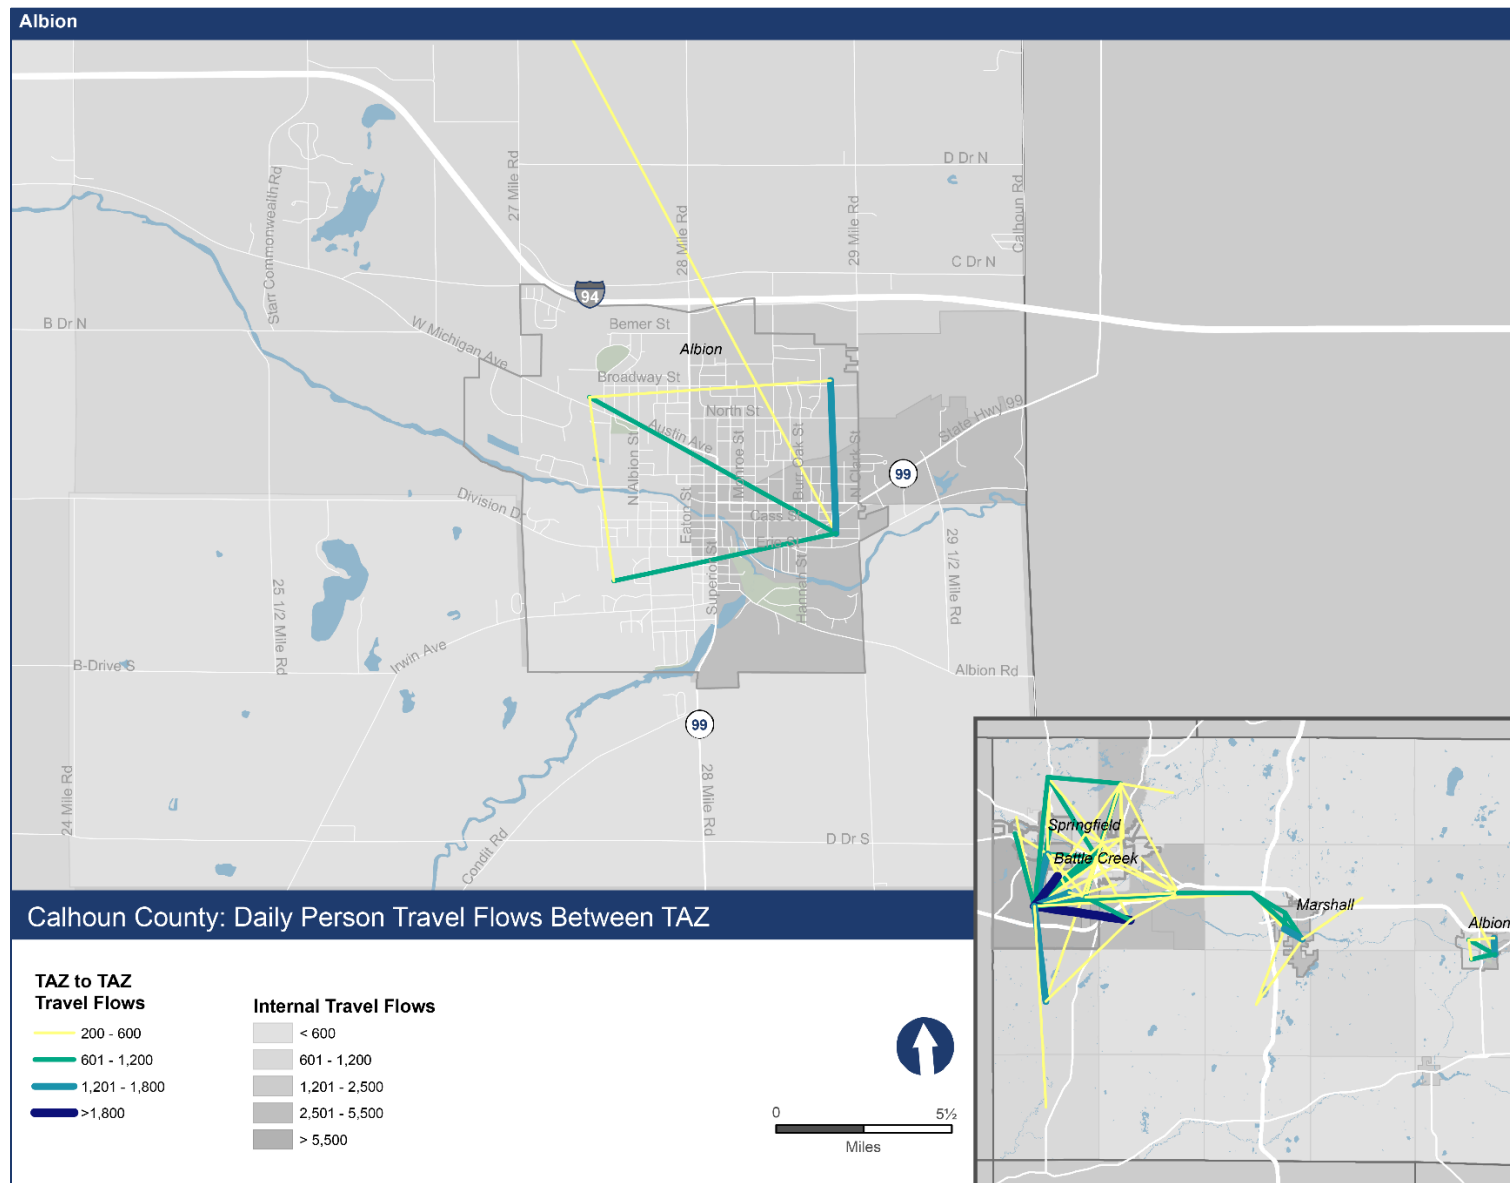 Albion
D Dr N
27 Mile Rd
Starr Commonwealth Rd
28 Mile Rd
29 Mile Rd
Calhoun Rd
C Dr N
94
B Dr N
W Michigan Ave
Bemer St
Albion
Broadway St
North St
State Hwy 99
Austin Ave
N Albion St
Monroe St
Burr Oak St
N Clark St
99
Division Dr
Eaton St
Cass St
Erie St
Superior St
Hannah St
29 1/2 Mile Rd
25 1/2 Mile Rd
Irwin Ave
B-Drive S
Albion Rd
99
24 Mile Rd
28 Mile Rd
Condit Rd
D Dr S
Springfield
Battle Creek
Marshall
Albion
Calhoun County: Daily Person Travel Flows Between TAZ
TAZ to TAZ
Travel Flows
200 - 600
601 - 1,200
1,201 - 1,800
>1,800
Internal Travel Flows
< 600
601 - 1,200
1,201 - 2,500
2,501 - 5,500
> 5,500
0 5½
Miles